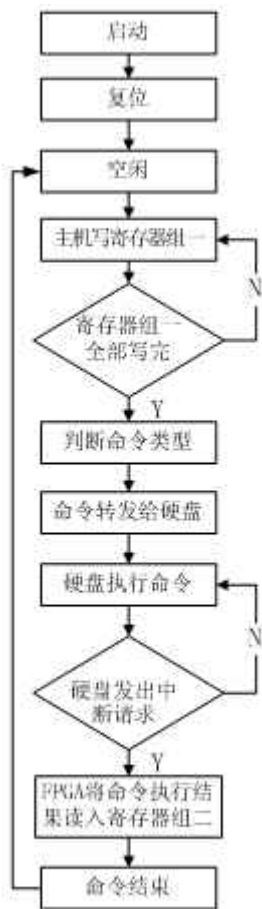 启动
复位
空闲
主机写寄存器组一
N
寄存器组一
全部写完
Y
判断命令类型
命令转发给硬盘
硬盘执行命令
N
硬盘发出中
断请求
Y
FPGA将命令执行结
果读入寄存器组二
命令结束